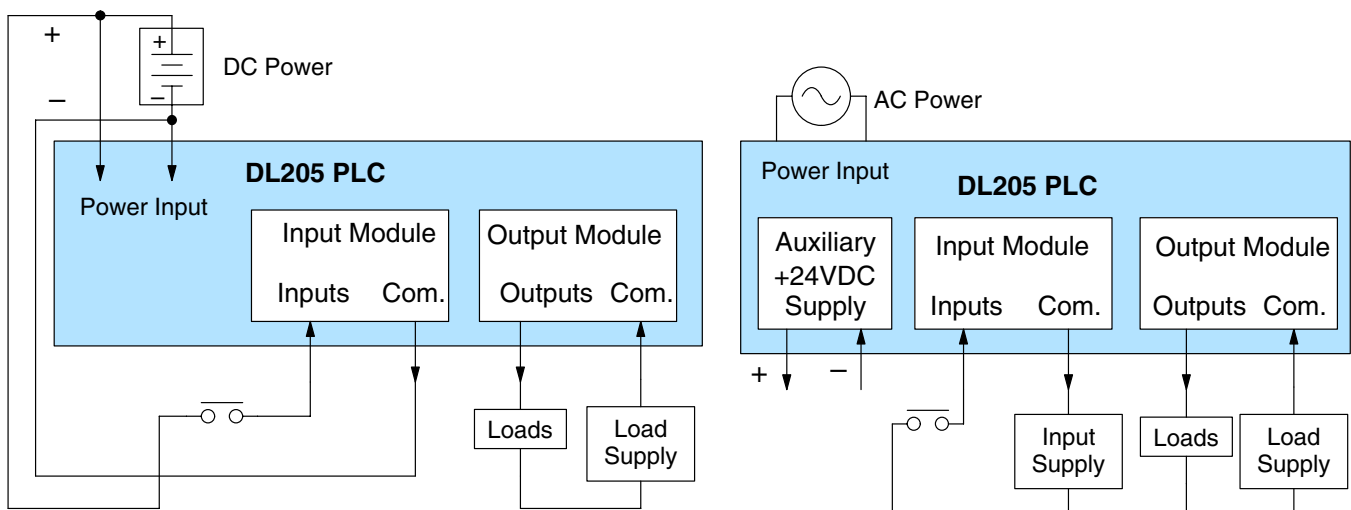 +
+
DC Power
–
–
DL205 PLC
Power Input
Input Module
Inputs Com.
Output Module
Outputs Com.
Loads
Load
Supply
AC Power
Power Input
DL205 PLC
Auxiliary
+24VDC
Supply
Input Module
Inputs Com.
Output Module
Outputs Com.
+
–
Input
Supply
Loads
Load
Supply